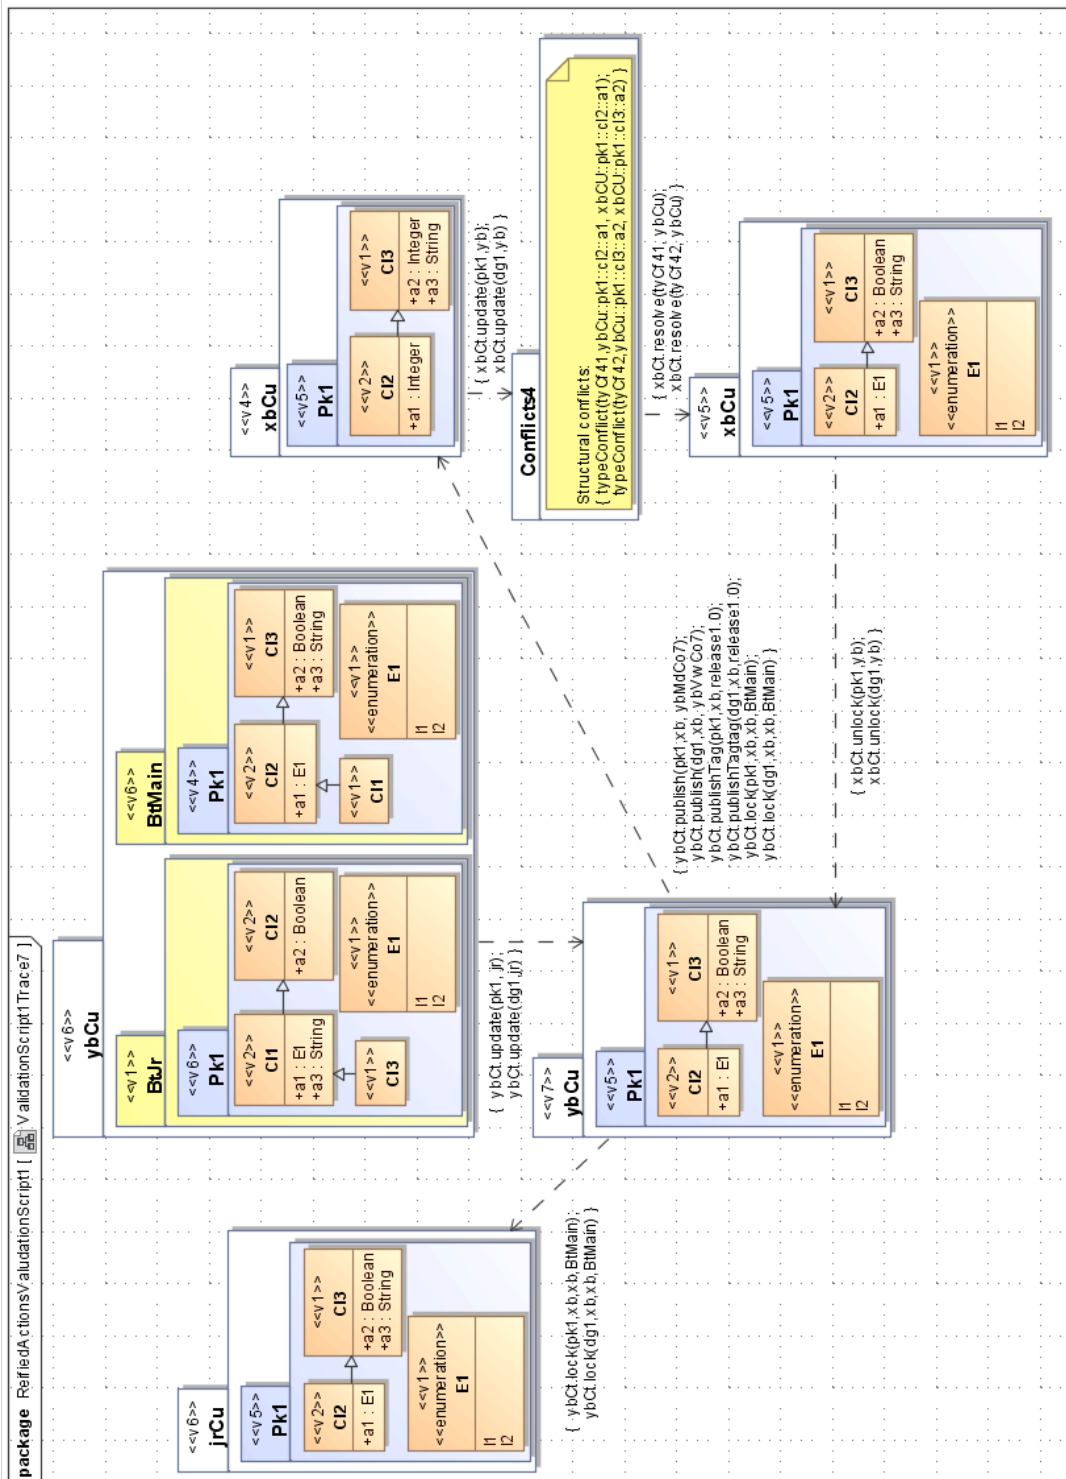 package ReifiedActionsValudationScript1 [ ValidationScript1Trace7 ]
<<v6>>
jrCu
<<v5>>
Pk1
<<v2>>
Cl2
+a1 : E1
<<v1>>
Cl3
+a2 : Boolean
+a3 : String
<<v1>>
<<enumeration>>
E1
l1
l2
{ ybCt.lock(pk1,xb,xb,BtMain);
ybCt.lock(dg1,xb,xb,BtMain) }
<<v6>>
ybCu
<<v1>>
BtJr
<<v6>>
Pk1
<<v2>>
Cl1
+a1 : E1
+a3 : String
<<v2>>
Cl2
+a2 : Boolean
<<v1>>
Cl3
<<v1>>
<<enumeration>>
E1
l1
l2
<<v6>>
BtMain
<<v4>>
Pk1
<<v2>>
Cl2
+a1 : E1
<<v1>>
Cl3
+a2 : Boolean
+a3 : String
<<v1>>
Cl1
<<v1>>
<<enumeration>>
E1
l1
l2
{ ybCt.update(pk1, jr);
ybCt.update(dg1,jr) }
<<v7>>
ybCu
<<v5>>
Pk1
<<v2>>
Cl2
+a1 : E1
<<v1>>
Cl3
+a2 : Boolean
+a3 : String
<<v1>>
<<enumeration>>
E1
l1
l2
{ ybCt.publish(pk1,xb, ybMdCo7);
ybCt.publish(dg1,xb, ybVwCo7);
ybCt.publishTag(pk1,xb,release1.0);
ybCt.publishTagtag(dg1,xb,release1.0);
ybCt.lock(pk1,xb,xb,BtMain);
ybCt.lock(dg1,xb,xb,BtMain) }
<<v4>>
xbCu
<<v5>>
Pk1
<<v2>>
Cl2
+a1 : Integer
<<v1>>
Cl3
+a2 : Integer
+a3 : String
{ xbCt.update(pk1,yb);
xbCt.update(dg1,yb) }
Conflicts4
Structural conflicts:
{ typeConflict(tyCf41,ybCu::pk1::cl2::a1, xbCU::pk1::cl2::a1);
typeConflict(tyCf42,ybCu::pk1::cl3::a2, xbCU::pk1::cl3::a2) }
{ xbCt.resolve(tyCf41, ybCu);
xbCt.resolve(tyCf42, ybCu) }
<<v5>>
xbCu
<<v5>>
Pk1
<<v2>>
Cl2
+a1 : E1
<<v1>>
Cl3
+a2 : Boolean
+a3 : String
<<v1>>
<<enumeration>>
E1
l1
l2
{ xbCt.unlock(pk1,yb);
xbCt.unlock(dg1,yb) }